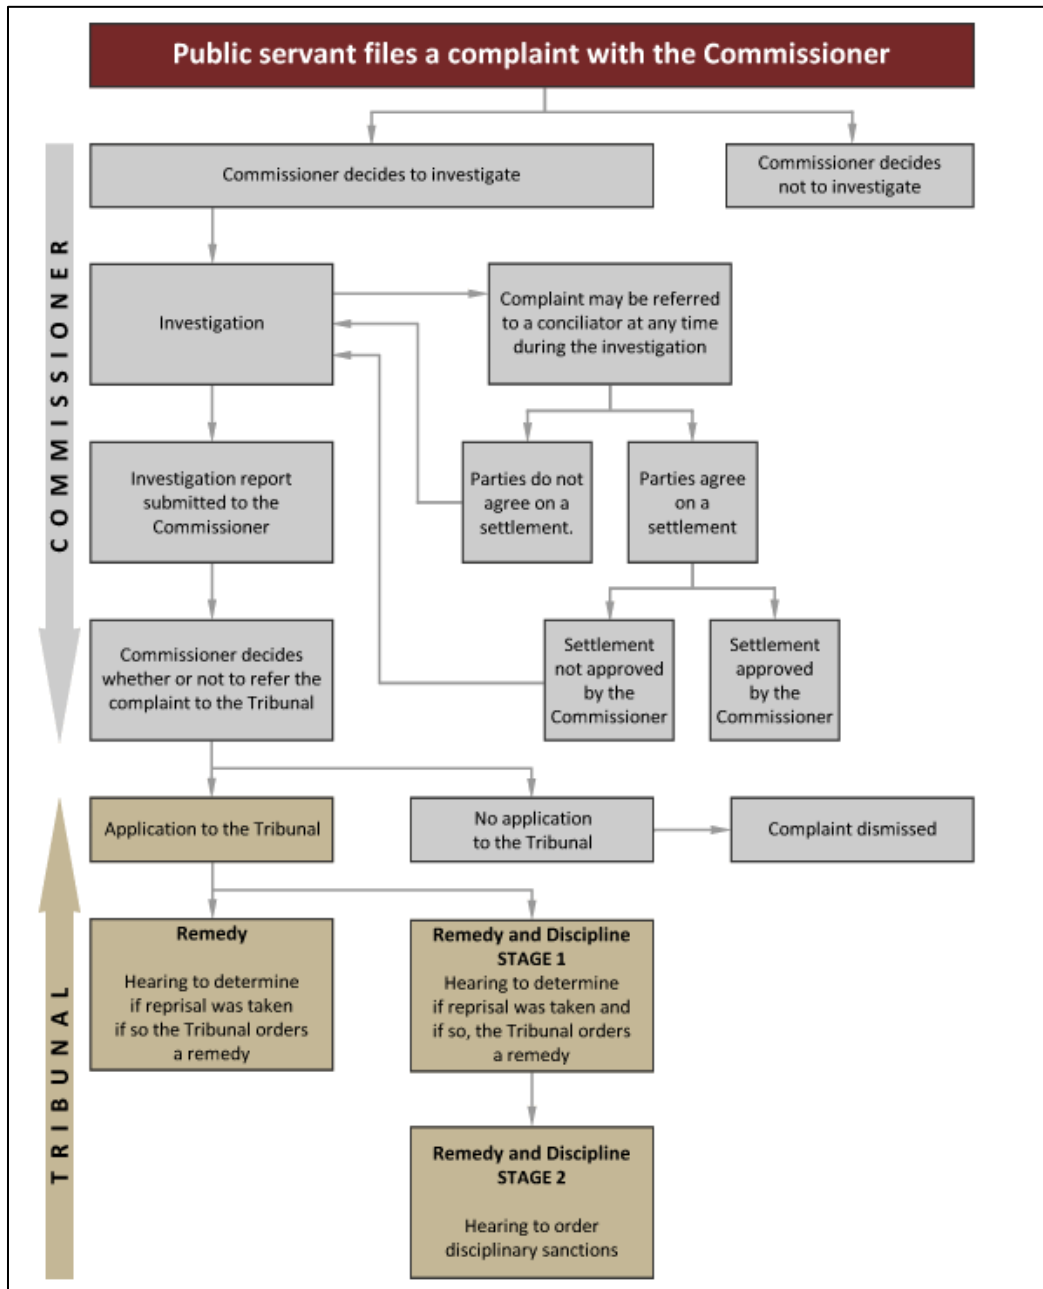 Public servant files a complaint with the Commissioner
Commissioner decides to investigate
Commissioner decides
not to investigate
COMMISSIONER
Investigation
Complaint may be referred
to a conciliator at any time
during the investigation
Investigation report
submitted to the
Commissioner
Parties do not
agree on a
settlement.
Parties agree
on a
settlement
Commissioner decides
whether or not to refer the
complaint to the Tribunal
Settlement
not approved
by the
Commissioner
Settlement
approved
by the
Commissioner
Application to the Tribunal
No application
to the Tribunal
Complaint dismissed
TRIBUNAL
Remedy
Hearing to determine
if reprisal was taken
if so the Tribunal orders
a remedy
Remedy and Discipline
STAGE 1
Hearing to determine
if reprisal was taken and
if so, the Tribunal orders
a remedy
Remedy and Discipline
STAGE 2
Hearing to order
disciplinary sanctions